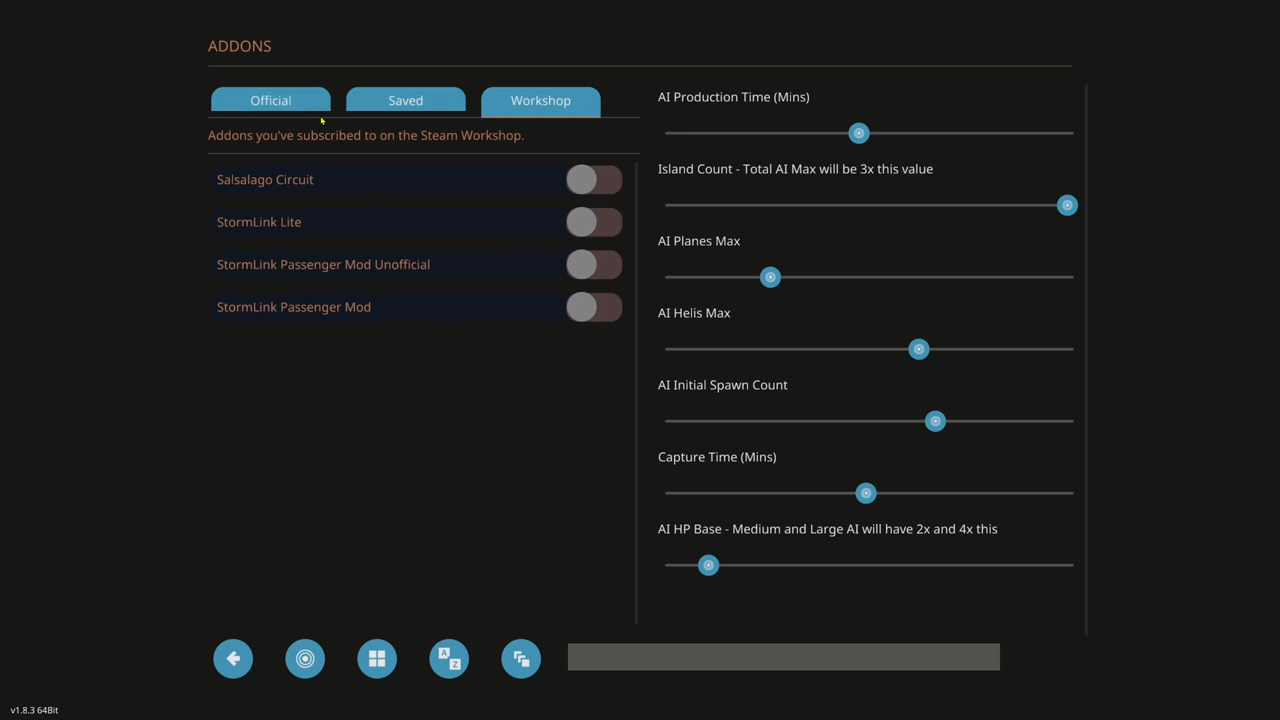 ADDONS
Official
Saved
Workshop
Addons you've subscribed to on the Steam Workshop.
Salsalago Circuit
StormLink Lite
StormLink Passenger Mod Unofficial
StormLink Passenger Mod
AI Production Time (Mins)
Island Count - Total AI Max will be 3x this value
AI Planes Max
AI Helis Max
AI Initial Spawn Count
Capture Time (Mins)
AI HP Base - Medium and Large AI will have 2x and 4x this
A
Z
v1.8.3 64Bit